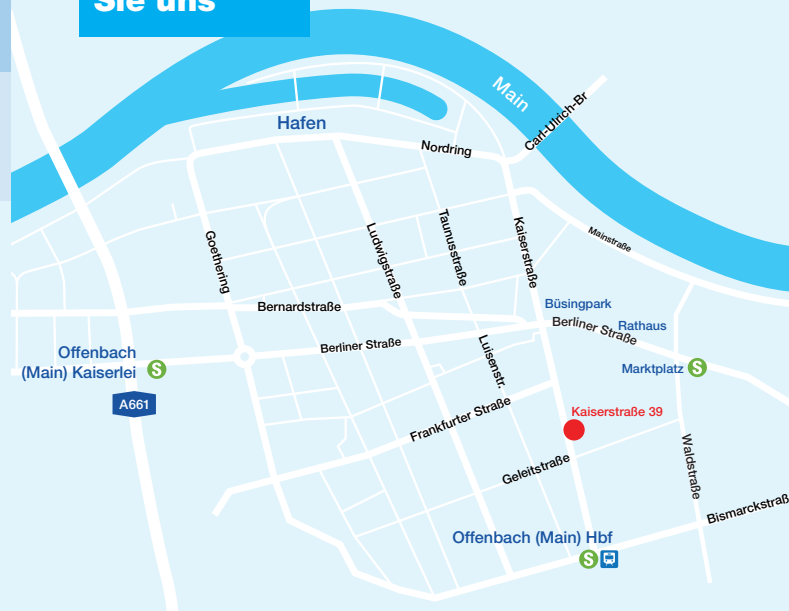 Sie uns
Main
Carl-Ulrich-Br
Hafen
Nordring
Goethering
Ludwigstraße
Taunusstraße
Kaiserstraße
Mainstraße
Bernardstraße
Büsingpark
Berliner Straße
Rathaus
Berliner Straße
Luisenstr.
Offenbach
(Main) Kaiserlei
S
Marktplatz
S
A661
Frankfurter Straße
Kaiserstraße 39
Geleitstraße
Waldstraße
Bismarckstraß
Offenbach (Main) Hbf
S